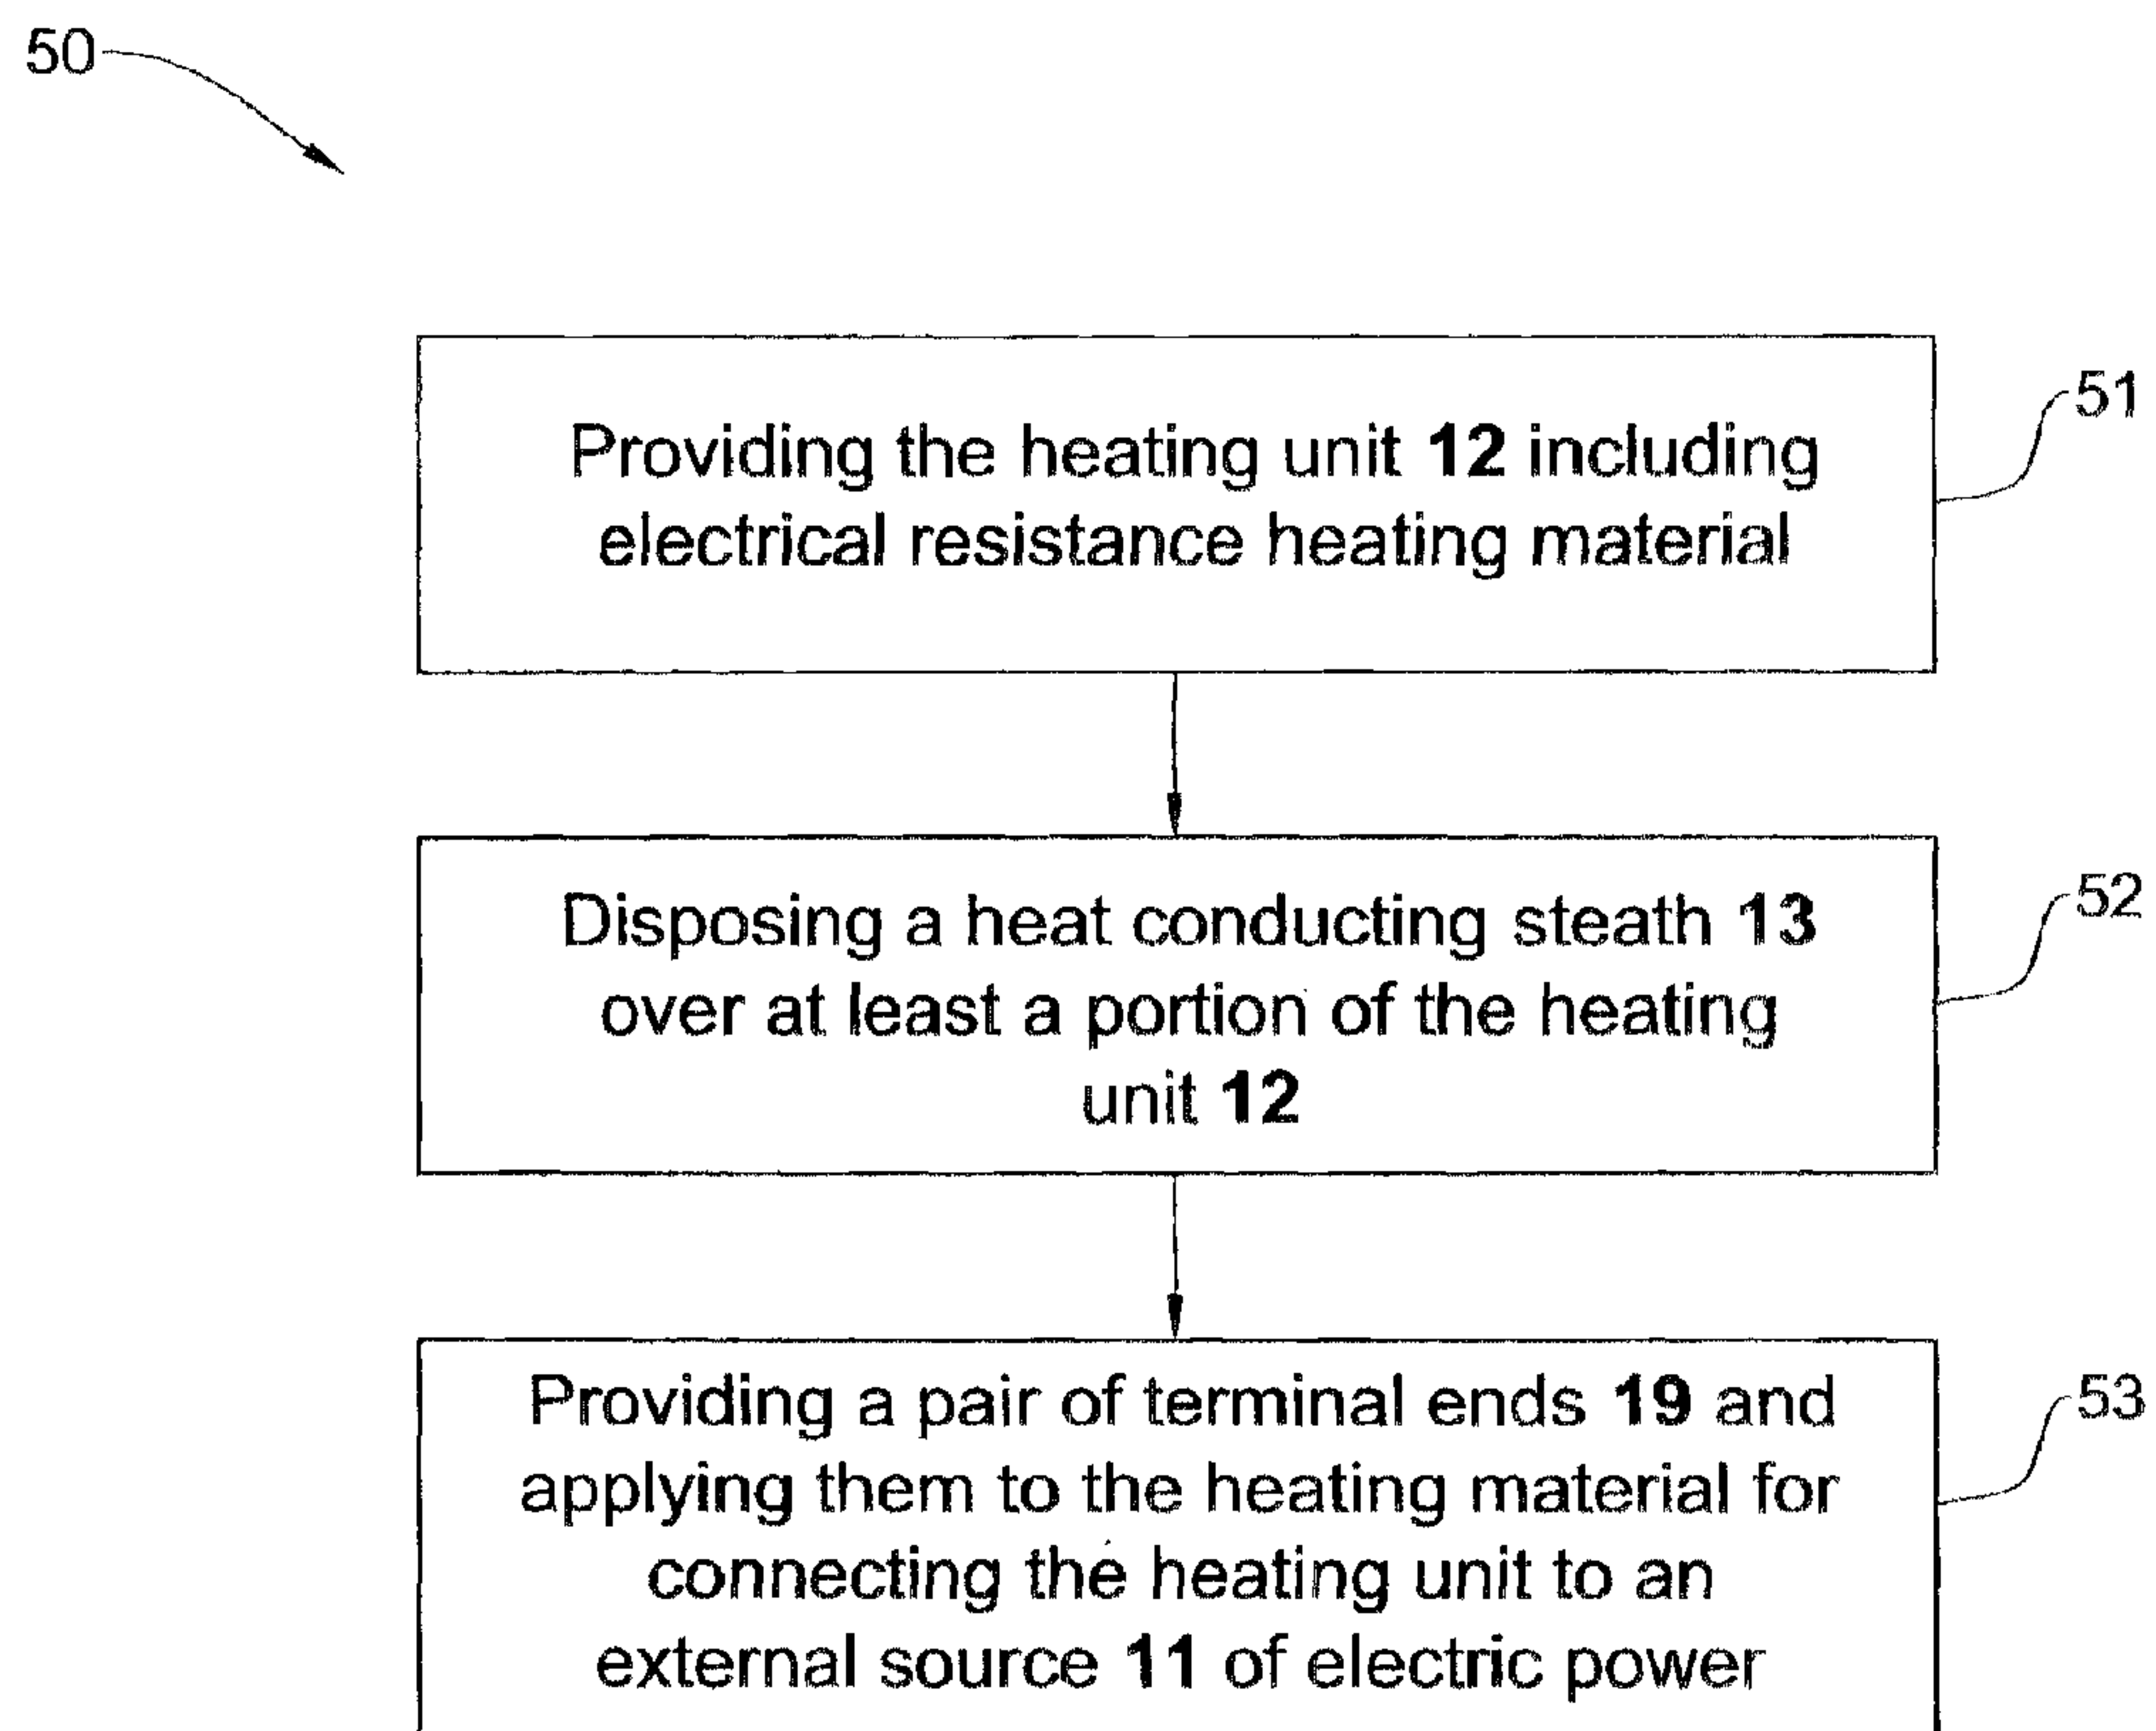 50
51
Providing the heating unit 12 including
electrical resistance heating material
52
Disposing a heat conducting steath 13
over at least a portion of the heating
unit 12
53
Providing a pair of terminal ends 19 and
applying them to the heating material for
connecting the heating unit to an
external source 11 of electric power